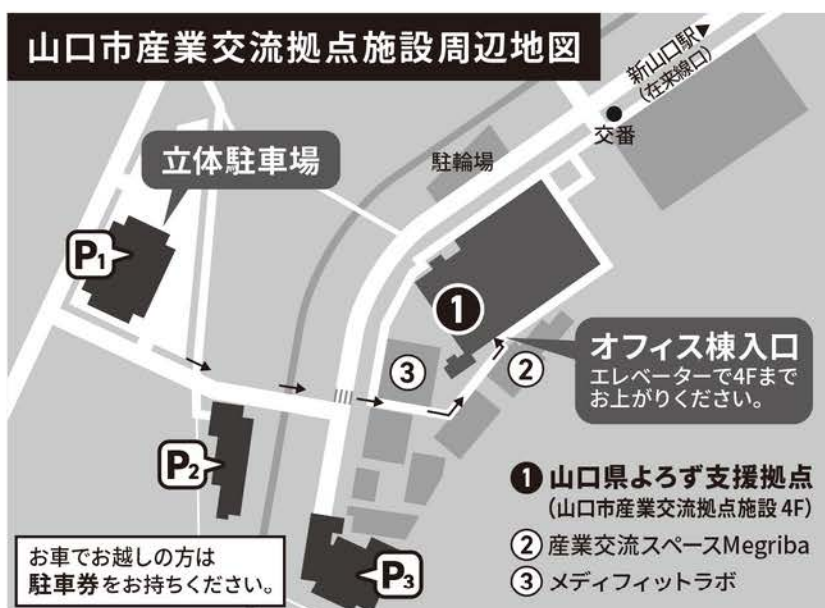 山口市産業交流拠点施設周辺地図
新山口駅▼
(在来線口)
交番
立体駐車場
駐輪場
P1
1
オフィス棟入口
エレベーターで4Fまで
お上がりください。
3
2
P2
1 山口県よろず支援拠点
(山口市産業交流拠点施設 4F)
2 産業交流スペースMegriba
3 メディフィットラボ
お車でお越しの方は
駐車券をお持ちください。
P3